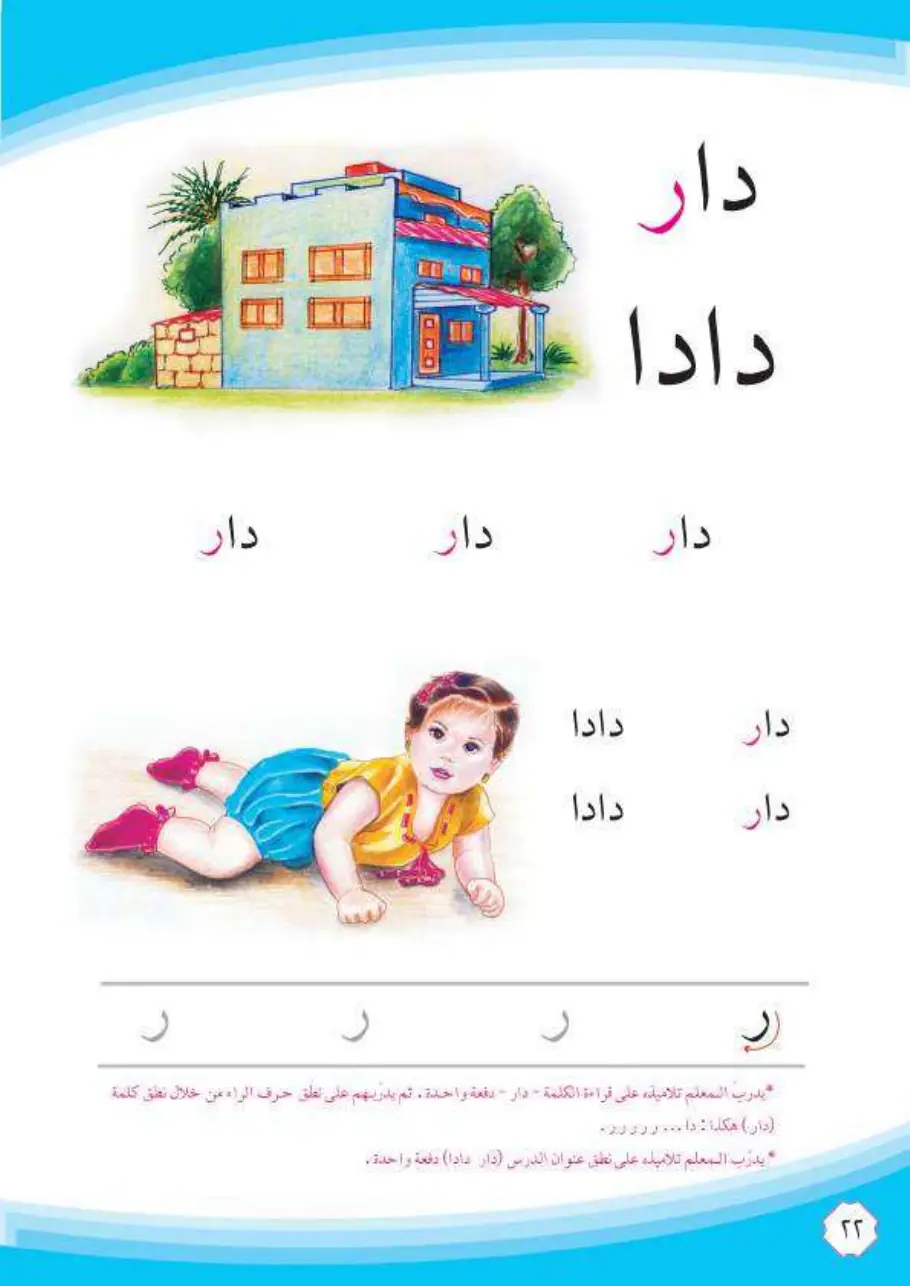 دار
دادا
دار دار دار
دار دادا
دار دادا
ر ر ر ر
*يدربّ المعلم تلاميذه على قراءة الكلمة - دار - دفعة واحدة . ثم يدرّبهم على نطق حرف الراء من خلال نطق كلمة
(دار) هكذا : دا ... ر ر ر ر ر .
* يدرّب المعلم تلاميذه على نطق عنوان الدرس (دار دادا) دفعة واحدة .
٢٢